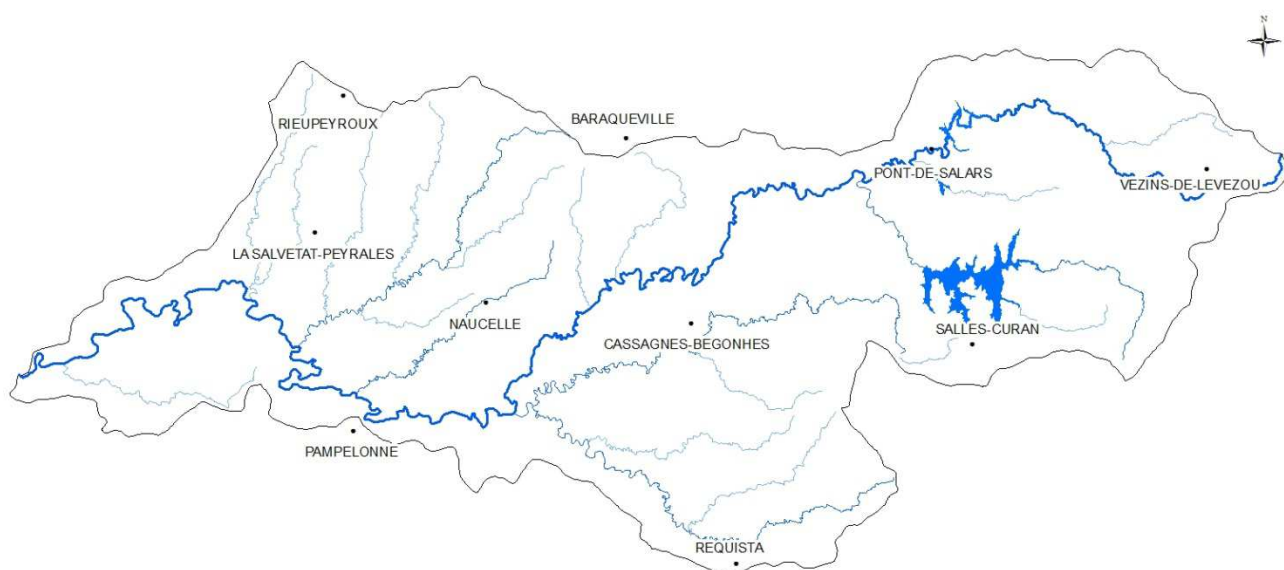 N
RIEUPEYROUX
BARAQUEVILLE
PONT-DE-SALARS
VEZINS-DE-LEVEZOU
LA SALVETAT-PEYRALES
NAUCELLE
CASSAGNES-BEGONHES
SALLES-CURAN
PAMPELONNE
REQUISTA